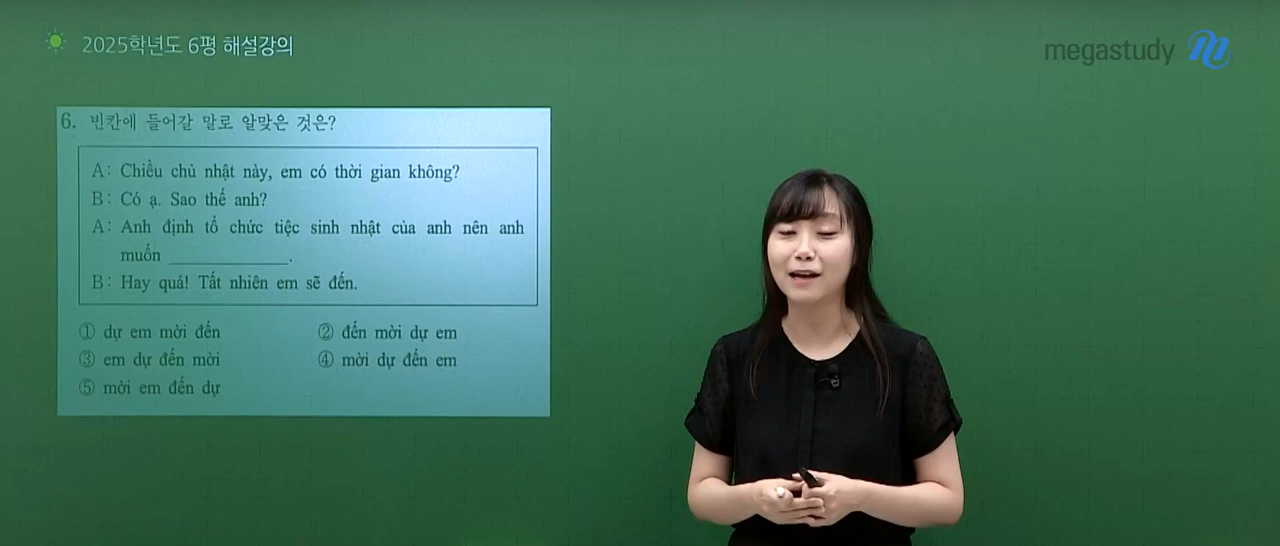 2025학년도 6평 해설강의
megastudy
6. 빈칸에 들어갈 말로 알맞은 것은?
A: Chiều chủ nhật này, em có thời gian không?
B: Có ạ. Sao thế anh?
A: Anh định tổ chức tiệc sinh nhật của anh nên anh
muốn ____________.
B: Hay quá! Tất nhiên em sẽ đến.
① dự em mời đến ② đến mời dự em
③ em dự đến mời ④ mời dự đến em
⑤ mời em đến dự